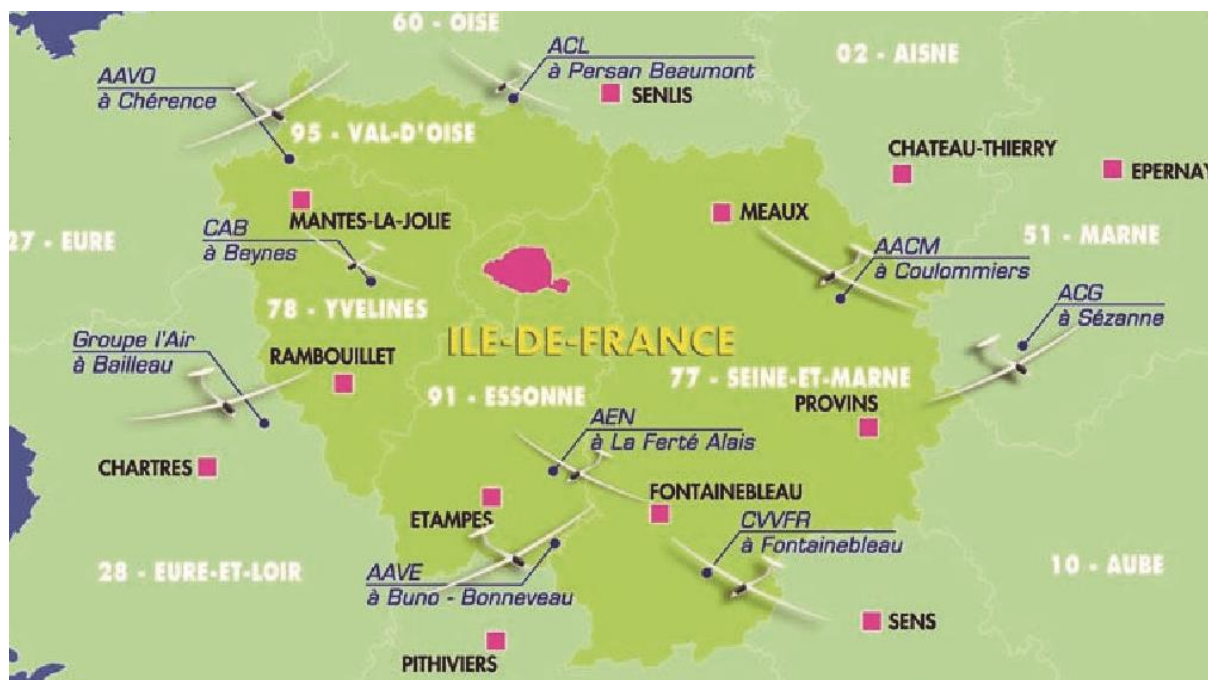 60 - OISE
ACL
à Persan Beaumont
02 - AISNE
AAVO
à Chérence
SENLIS
95 - VAL-D'OISE
CHATEAU-THIERRY
EPERNAY
MANTES-LA-JOLIE
MEAUX
CAB
à Beynes
27 - EURE
51 - MARNE
AACM
à Coulommiers
78 - YVELINES
ACG
à Sézanne
Groupe l'Air
à Bailleau
ILE-DE-FRANCE
RAMBOUILLET
77 - SEINE-ET-MARNE
91 - ESSONNE
PROVINS
AEN
à La Ferté Alais
CHARTRES
FONTAINEBLEAU
ETAMPES
CVVFR
à Fontainebleau
28 - EURE-ET-LOIR
AAVE
à Buno - Bonneveau
10 - AUBE
SENS
PITHIVIERS